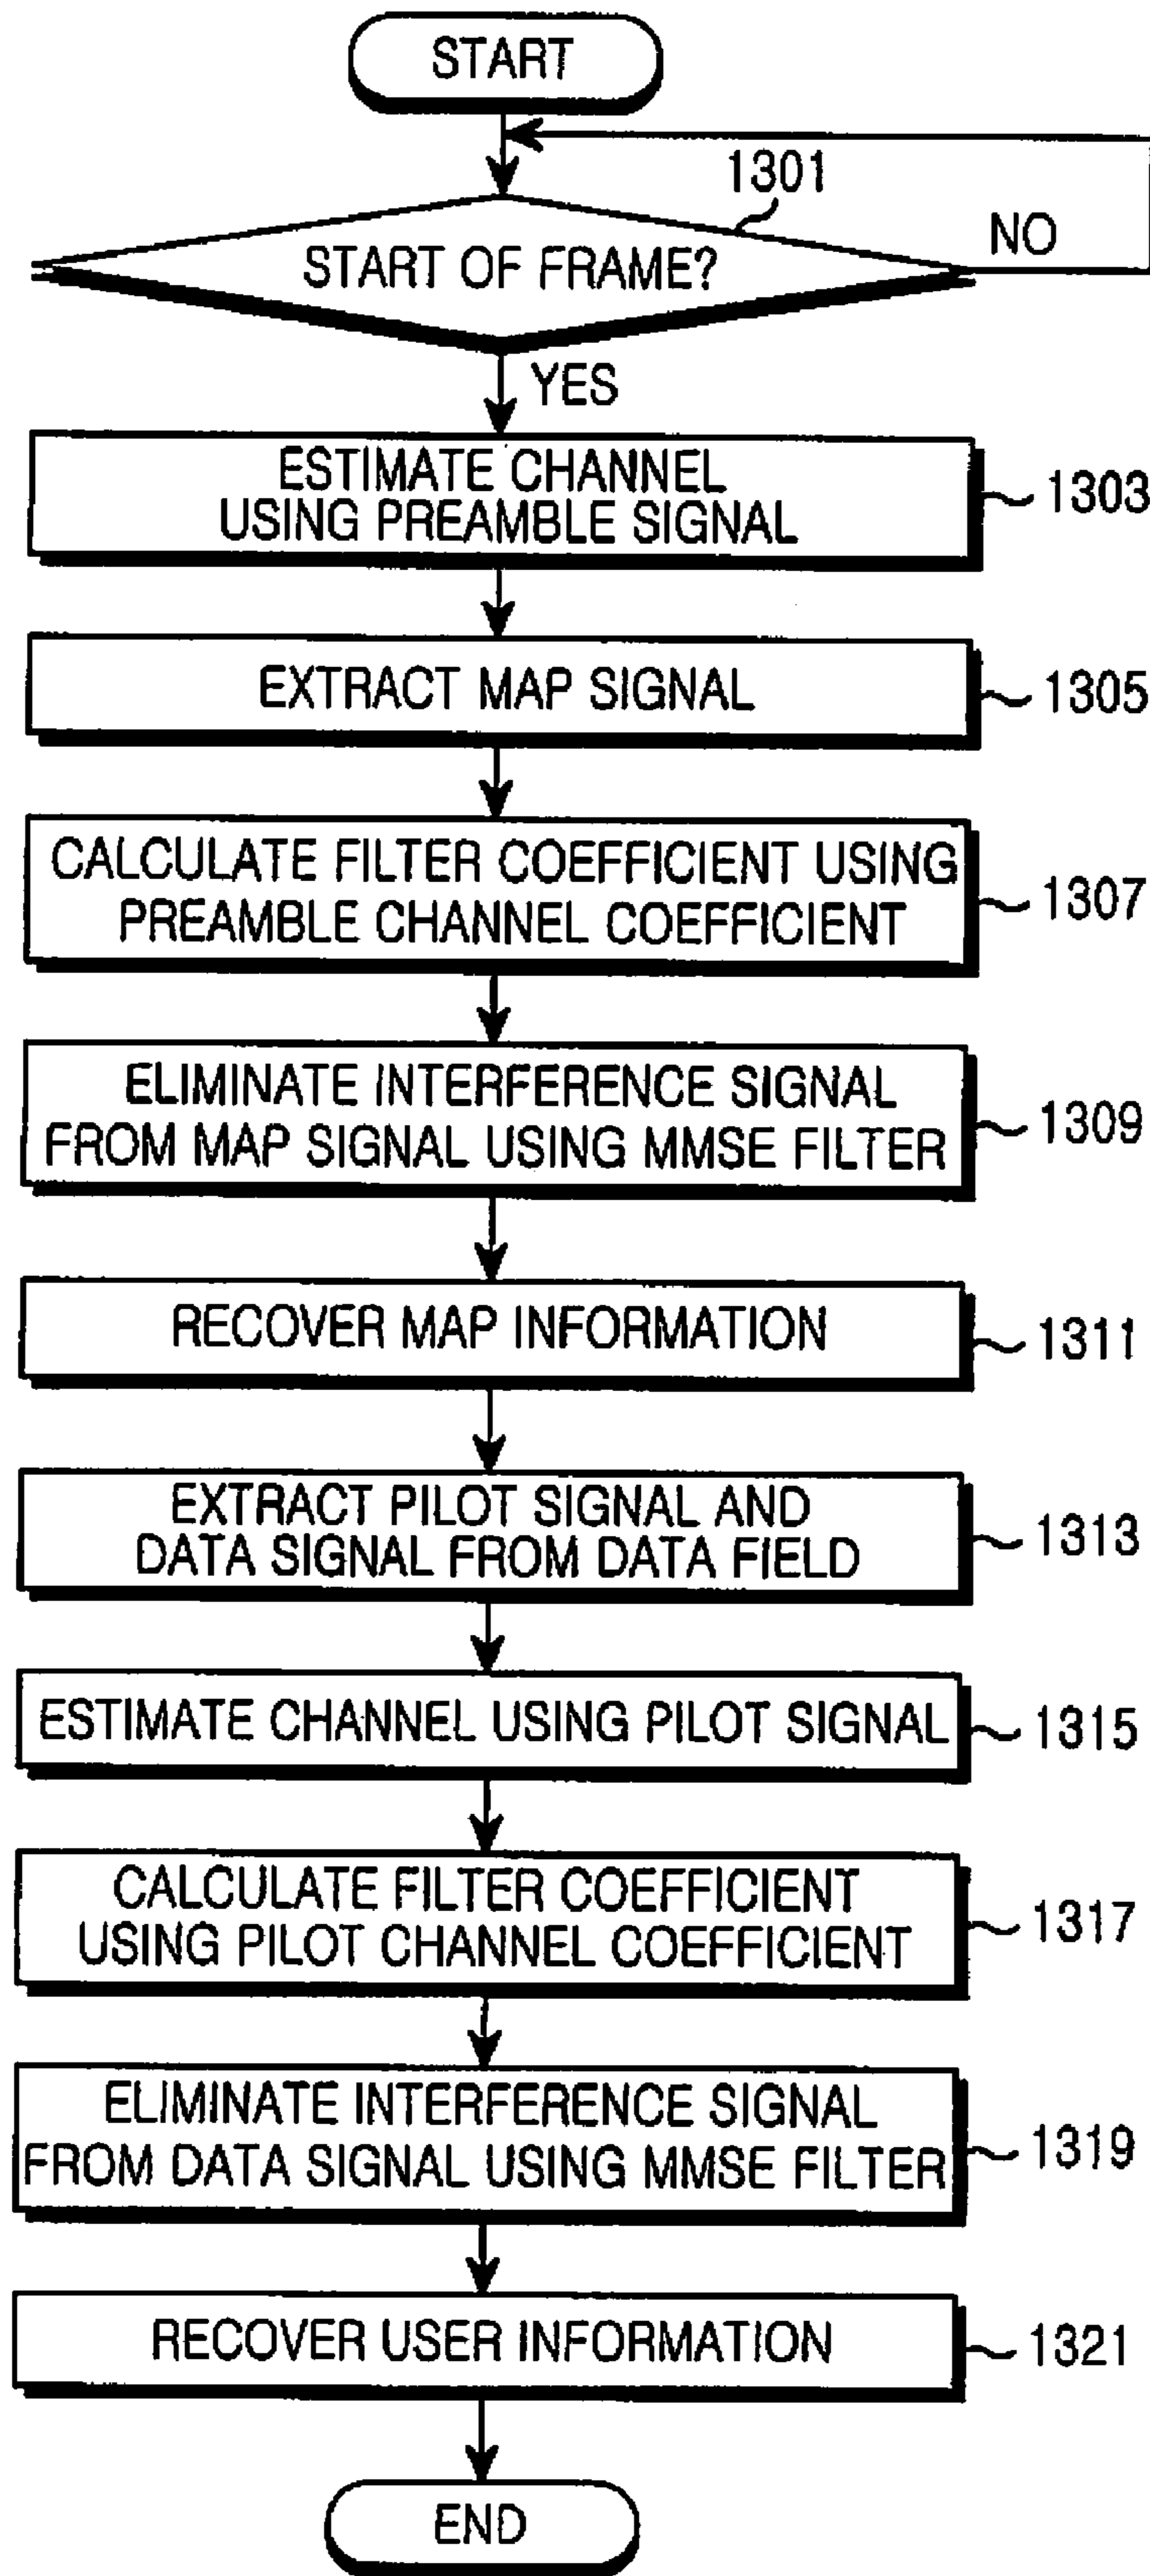 START
1301
START OF FRAME?
NO
YES
ESTIMATE CHANNEL
USING PREAMBLE SIGNAL
1303
EXTRACT MAP SIGNAL
1305
CALCULATE FILTER COEFFICIENT USING
PREAMBLE CHANNEL COEFFICIENT
1307
ELIMINATE INTERFERENCE SIGNAL
FROM MAP SIGNAL USING MMSE FILTER
1309
RECOVER MAP INFORMATION
1311
EXTRACT PILOT SIGNAL AND
DATA SIGNAL FROM DATA FIELD
1313
ESTIMATE CHANNEL USING PILOT SIGNAL
1315
CALCULATE FILTER COEFFICIENT
USING PILOT CHANNEL COEFFICIENT
1317
ELIMINATE INTERFERENCE SIGNAL
FROM DATA SIGNAL USING MMSE FILTER
1319
RECOVER USER INFORMATION
1321
END